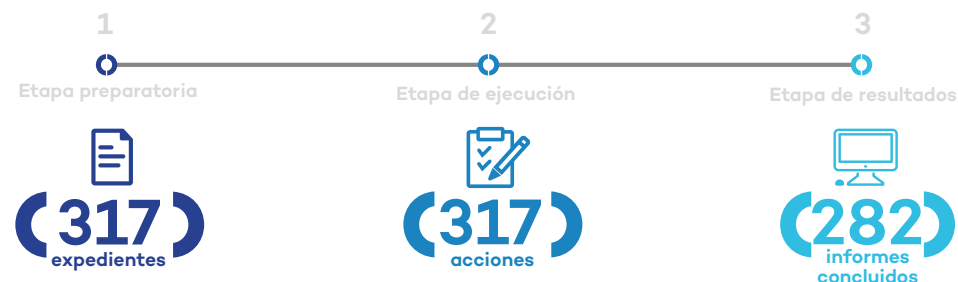 1
2
3
Etapa preparatoria
Etapa de ejecución
Etapa de resultados
317
expedientes
317
acciones
282
informes
concluidos